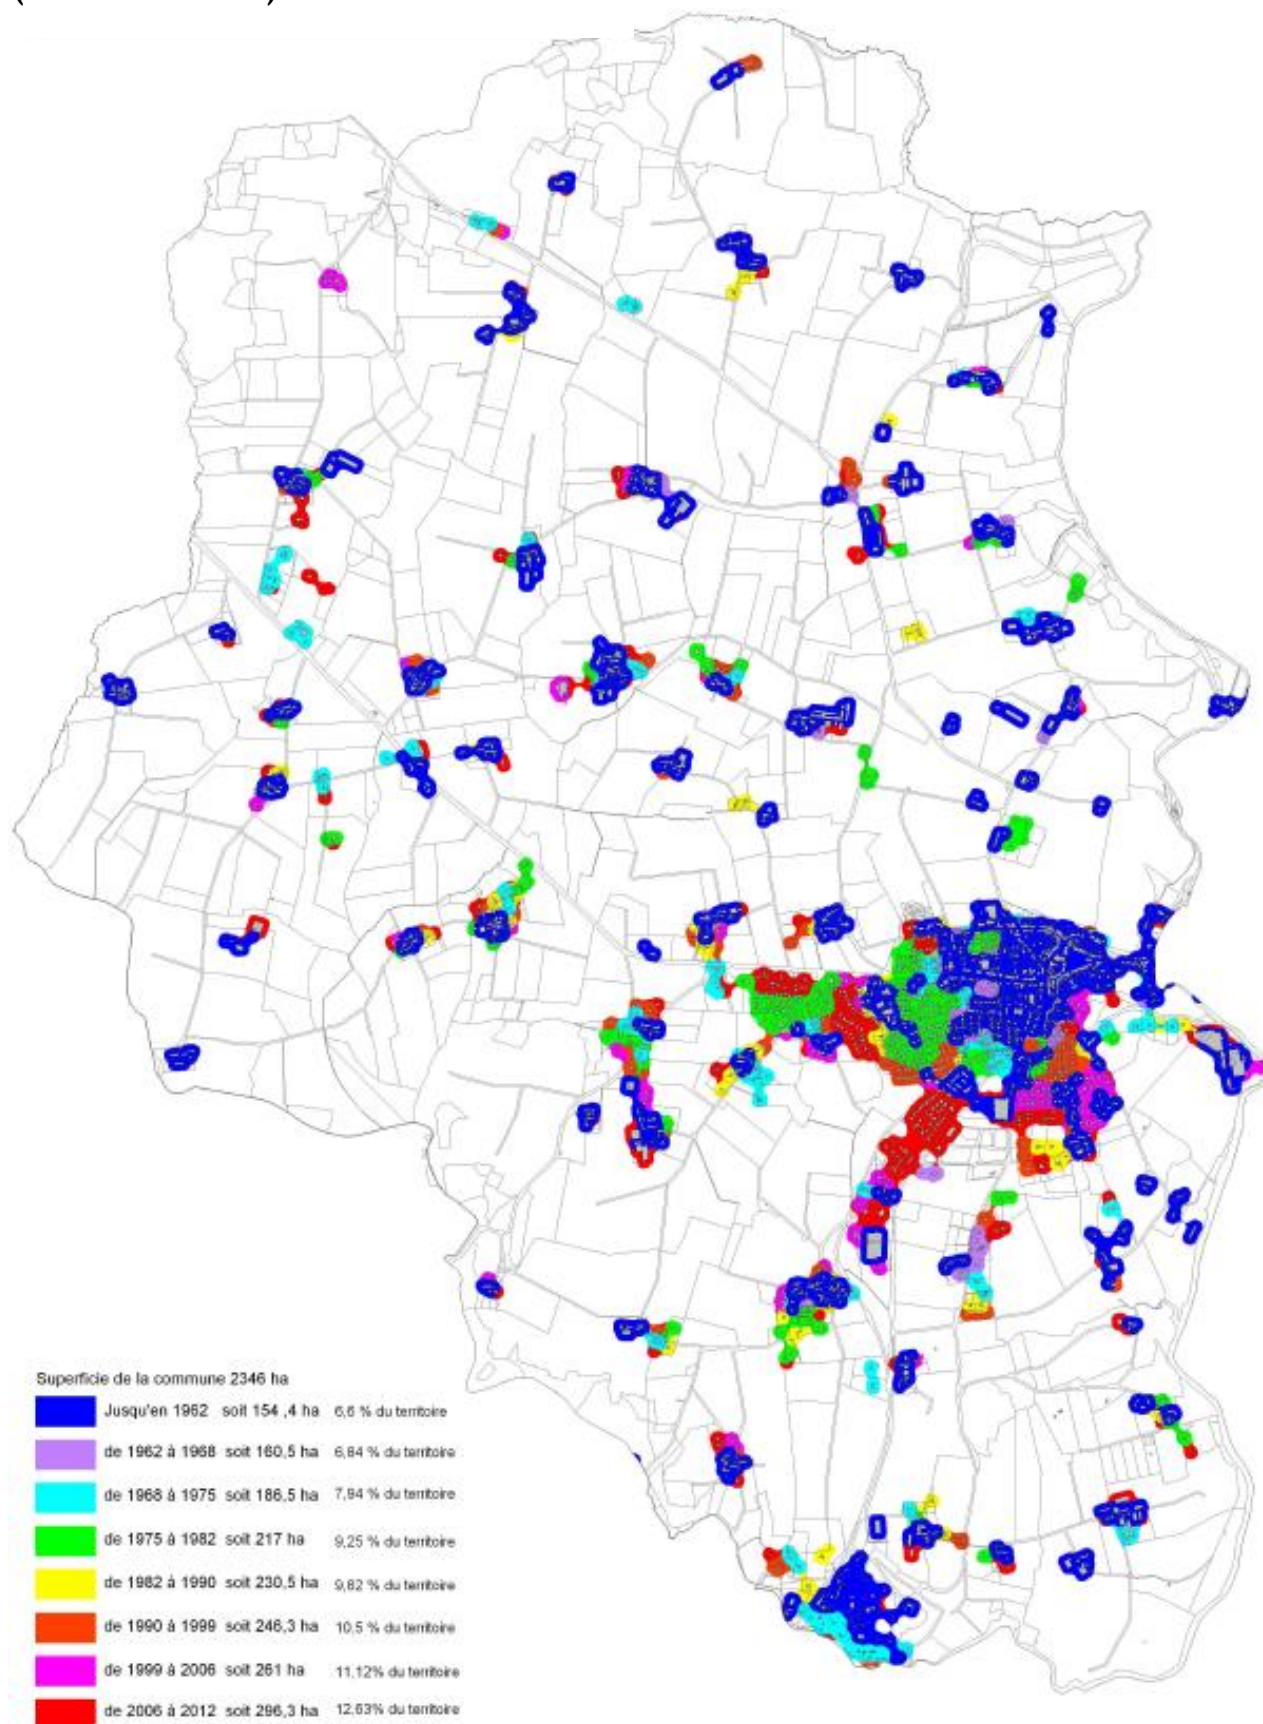 Superficie de la commune 2346 ha
Jusqu'en 1962 soit 154 ,4 ha 6,6 % du territoire
de 1962 à 1968 soit 160,5 ha 6,84 % du territoire
de 1968 à 1975 soit 186,5 ha 7,94 % du territoire
de 1975 à 1982 soit 217 ha 9,25 % du territoire
de 1982 à 1990 soit 230,5 ha 9,82 % du territoire
de 1990 à 1999 soit 246,3 ha 10,5 % du territoire
de 1999 à 2006 soit 261 ha 11,12% du territoire
de 2006 à 2012 soit 296,3 ha 12,63% du territoire